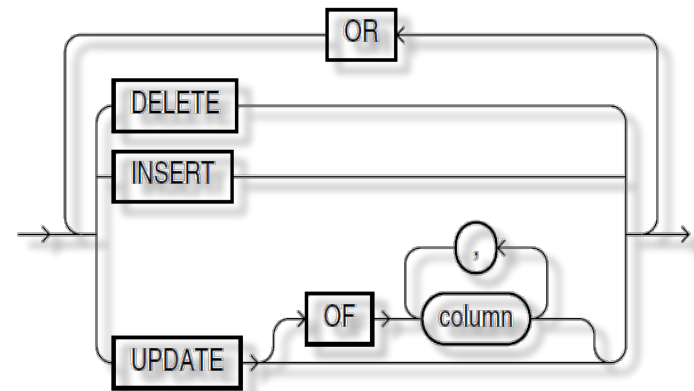 OR
DELETE
INSERT
,
OF column
UPDATE